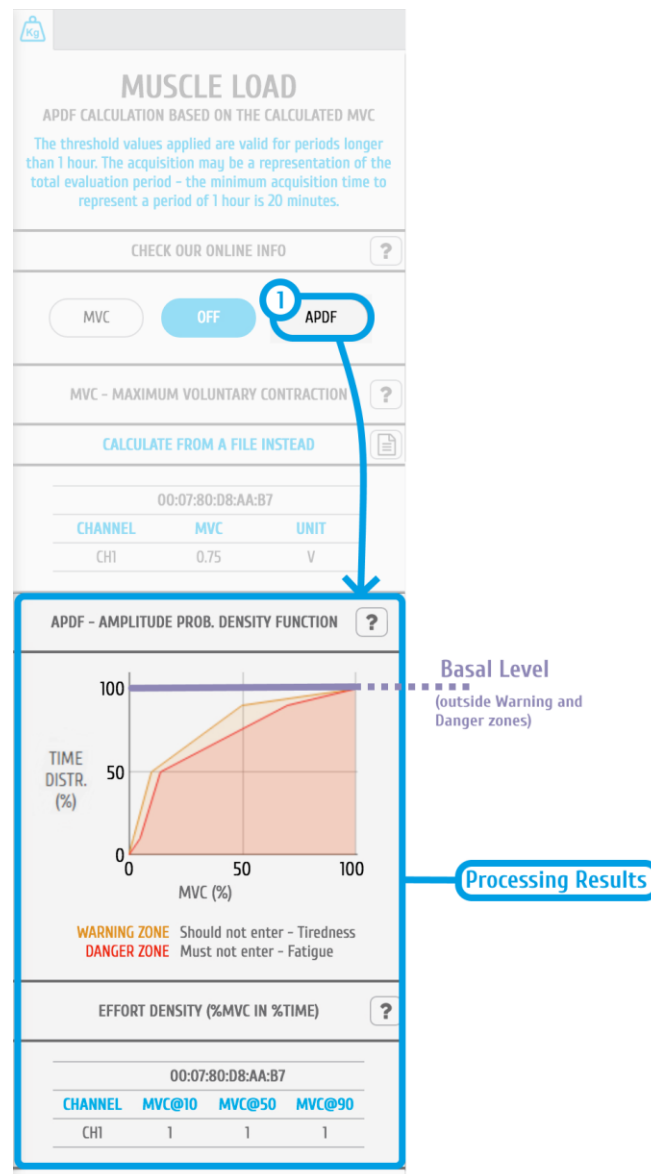 Kg
MUSCLE LOAD
APDF CALCULATION BASED ON THE CALCULATED MVC
The threshold values applied are valid for periods longer
than 1 hour. The acquisition may be a representation of the
total evaluation period - the minimum acquisition time to
represent a period of 1 hour is 20 minutes.
CHECK OUR ONLINE INFO ?
MVC OFF 1 APDF
MVC - MAXIMUM VOLUNTARY CONTRACTION ?
CALCULATE FROM A FILE INSTEAD
00:07:80:D8:AA:B7
CHANNEL MVC UNIT
CH1 0.75 V
APDF - AMPLITUDE PROB. DENSITY FUNCTION ?
Basal Level
(outside Warning and
Danger zones)
100
TIME
DISTR.
(%)
50
0
0 50 100
MVC (%)
Processing Results
WARNING ZONE Should not enter - Tiredness
DANGER ZONE Must not enter - Fatigue
EFFORT DENSITY (%MVC IN %TIME) ?
00:07:80:D8:AA:B7
CHANNEL MVC@10 MVC@50 MVC@90
CH1 1 1 1